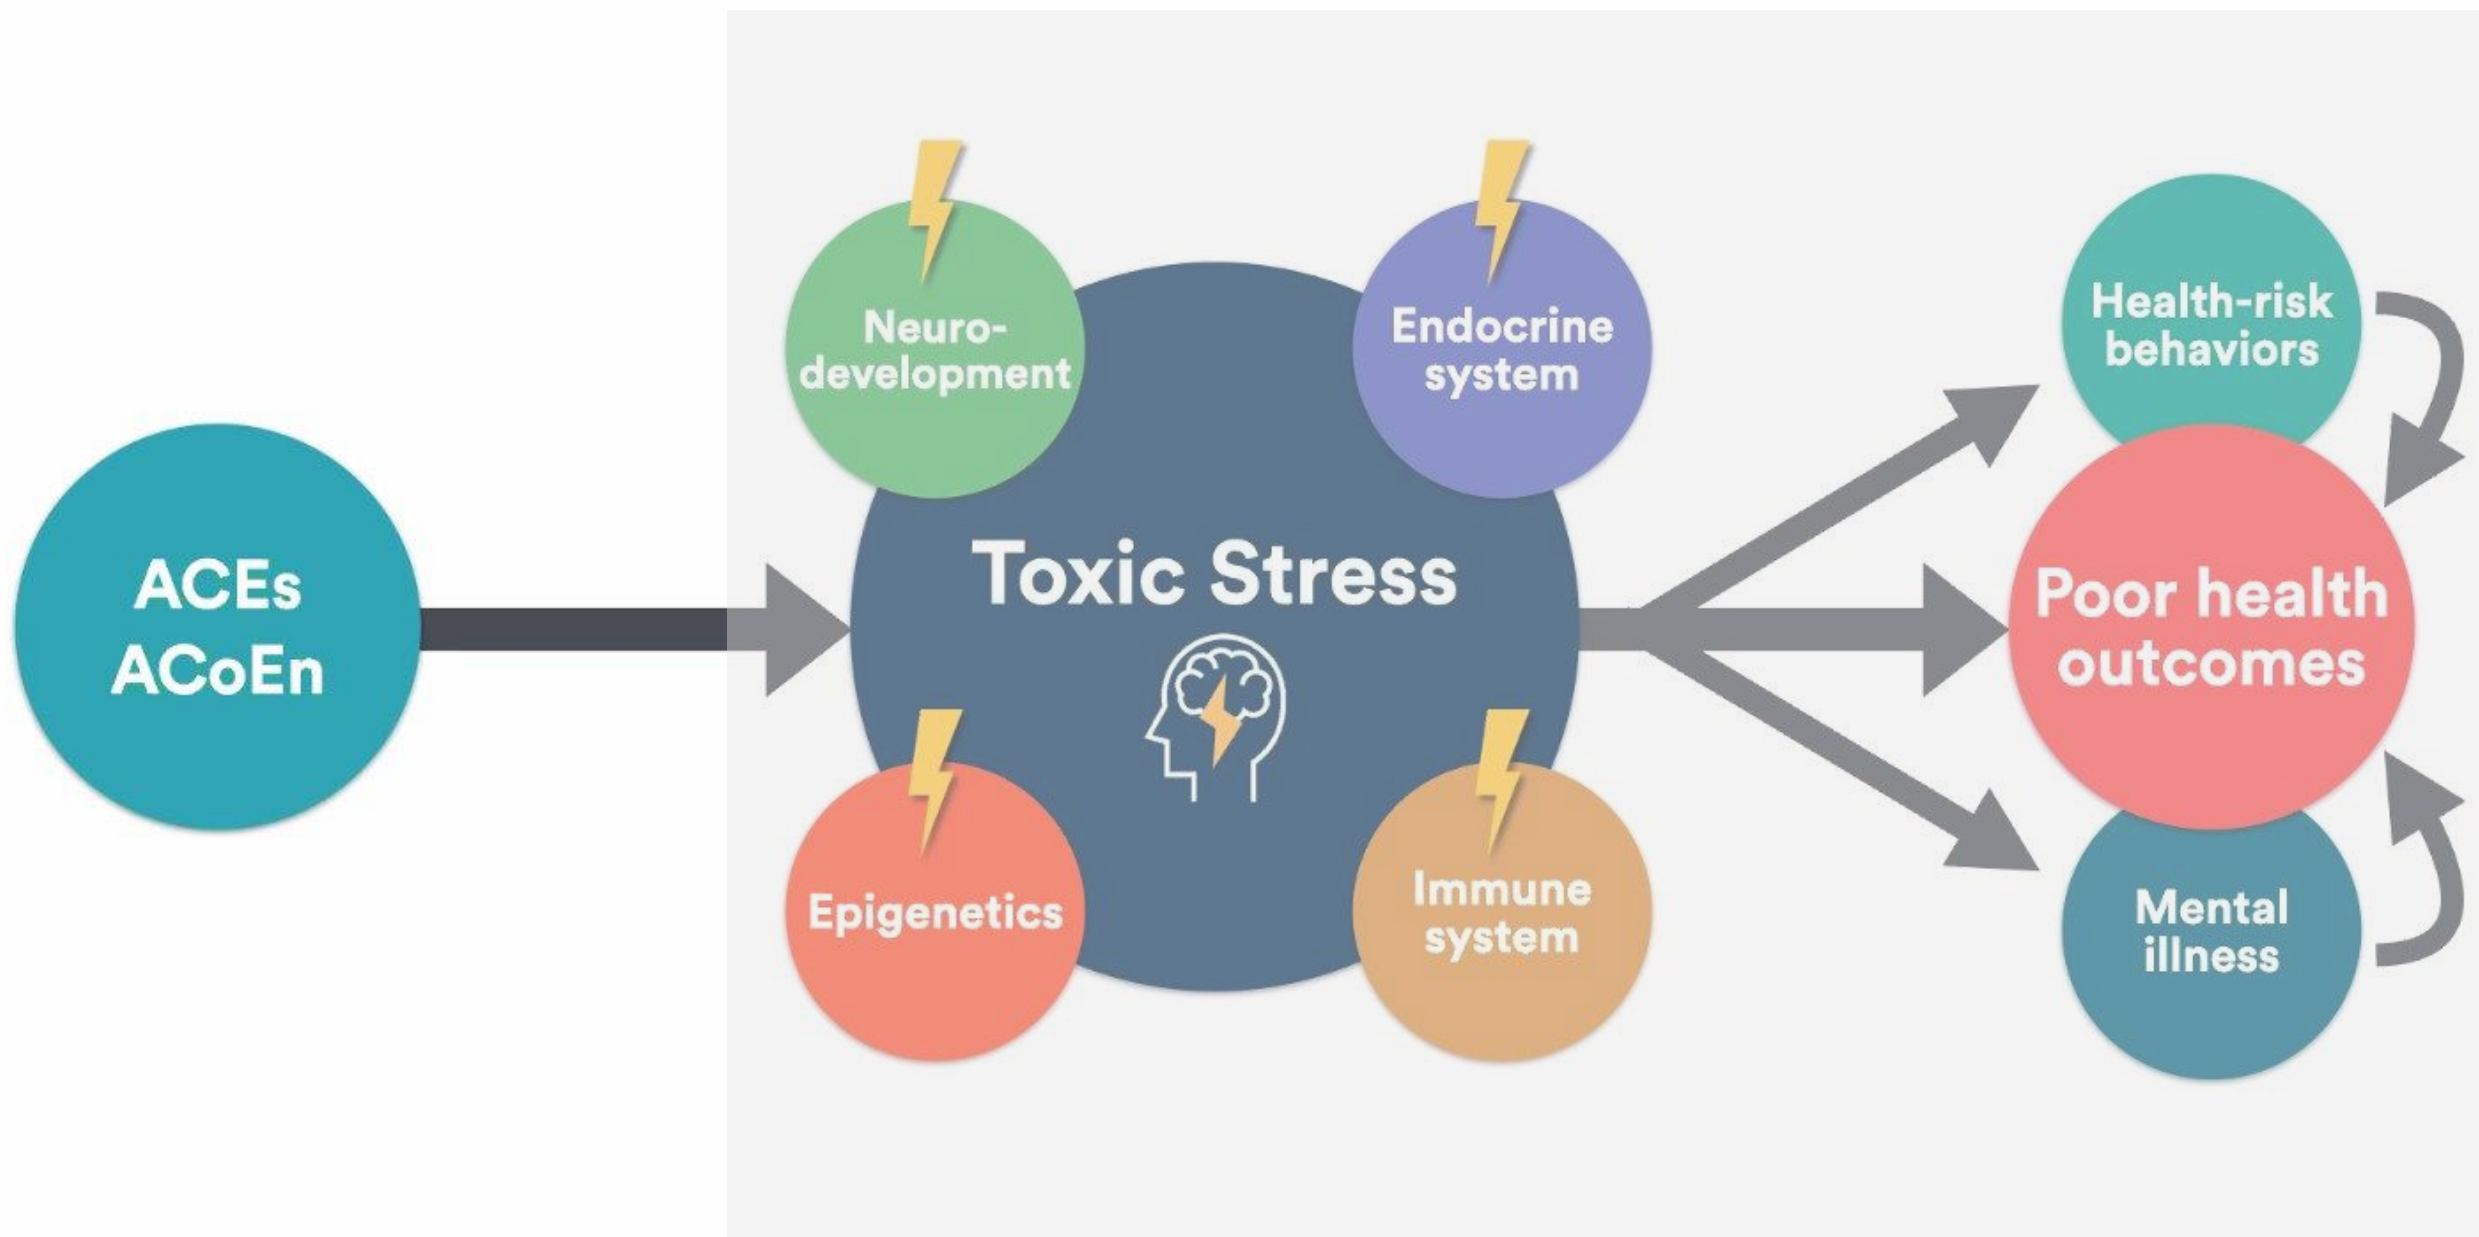 ACEs
ACoEn
Neuro-
development
Endocrine
system
Toxic Stress
Epigenetics
Immune
system
Health-risk
behaviors
Poor health
outcomes
Mental
illness